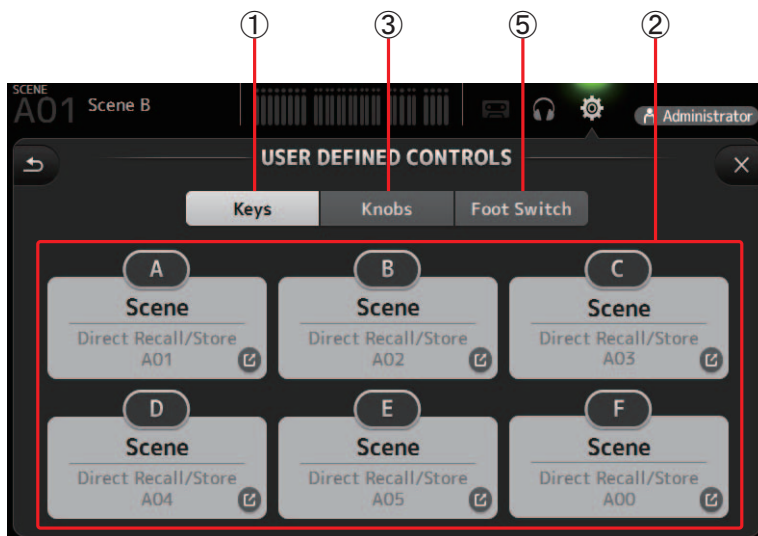 ① ③ ⑤ ②
SCENE
A01 Scene B
Administrator
USER DEFINED CONTROLS
Keys Knobs Foot Switch
A B C
Scene Scene Scene
Direct Recall/Store Direct Recall/Store Direct Recall/Store
A01 A02 A03
D E F
Scene Scene Scene
Direct Recall/Store Direct Recall/Store Direct Recall/Store
A04 A05 A00